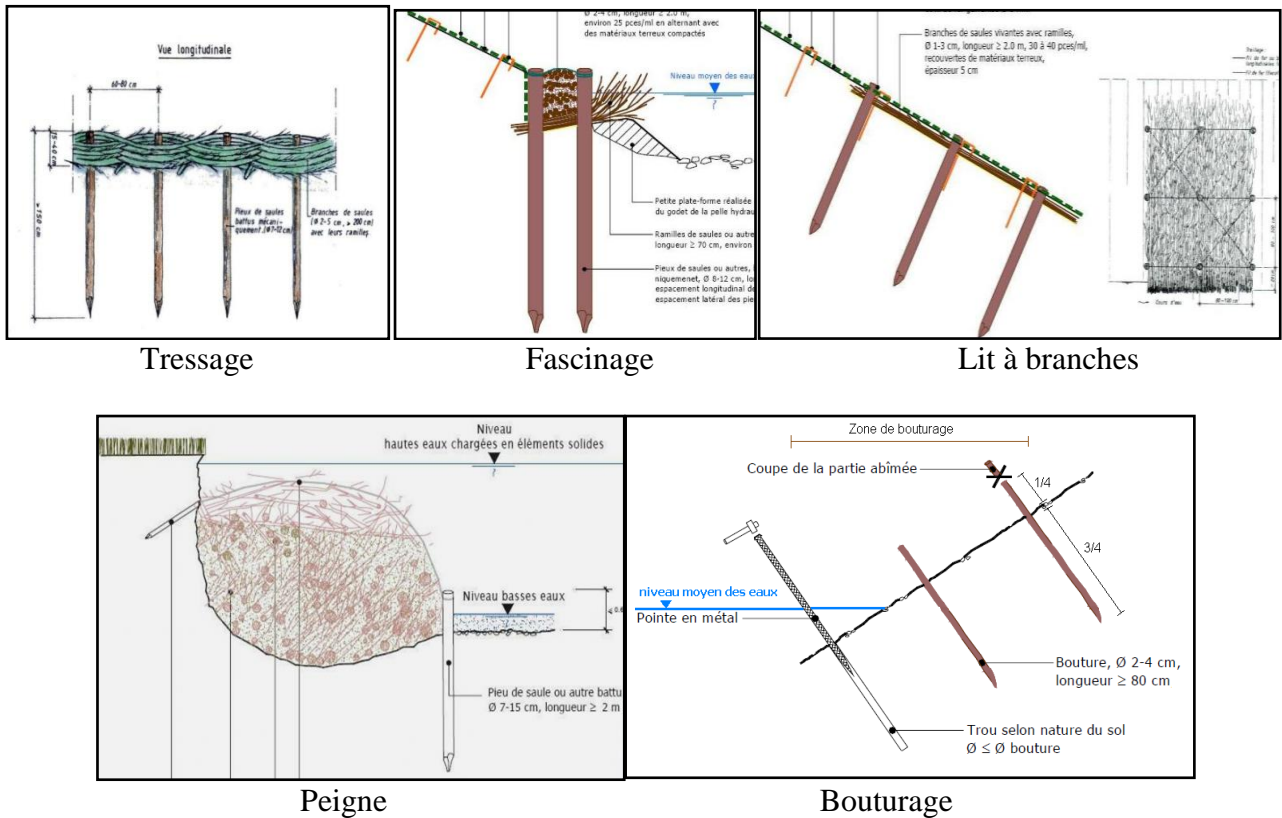 Vue longitudinale
60-80 cm
Pieux de saules
battus mécani-
quement (Ø 7-12 cm)
Branches de saules
(Ø 2-5 cm, ≥ 200 cm)
avec leurs ramilles.
Tressage
Ø 2-4 cm, longueur ≥ 2.0 m,
environ 25 pces/ml en alternant avec
des matériaux terreux compactés
Niveau moyen des eaux
Petite plate-forme réalisée
du godet de la pelle hydrau
Ramilles de saules ou autre
longueur ≥ 70 cm, environ
Pieux de saules ou autres,
niquemenet, Ø 8-12 cm, lo
espacement longitudinal de
espacement latéral des pie
Fascinage
Branches de saules vivantes avec ramilles,
Ø 1-3 cm, longueur ≥ 2.0 m, 30 à 40 pces/ml,
recouvertes de matériaux terreux,
épaisseur 5 cm
Cours d'eau
Lit à branches
Niveau
hautes eaux chargées en éléments solides
Niveau basses eaux
Pieu de saule ou autre battu
Ø 7-15 cm, longueur ≥ 2 m
Peigne
Zone de bouturage
Coupe de la partie abîmée
1/4
3/4
niveau moyen des eaux
Pointe en métal
Bouture, Ø 2-4 cm,
longueur ≥ 80 cm
Trou selon nature du sol
Ø ≤ Ø bouture
Bouturage